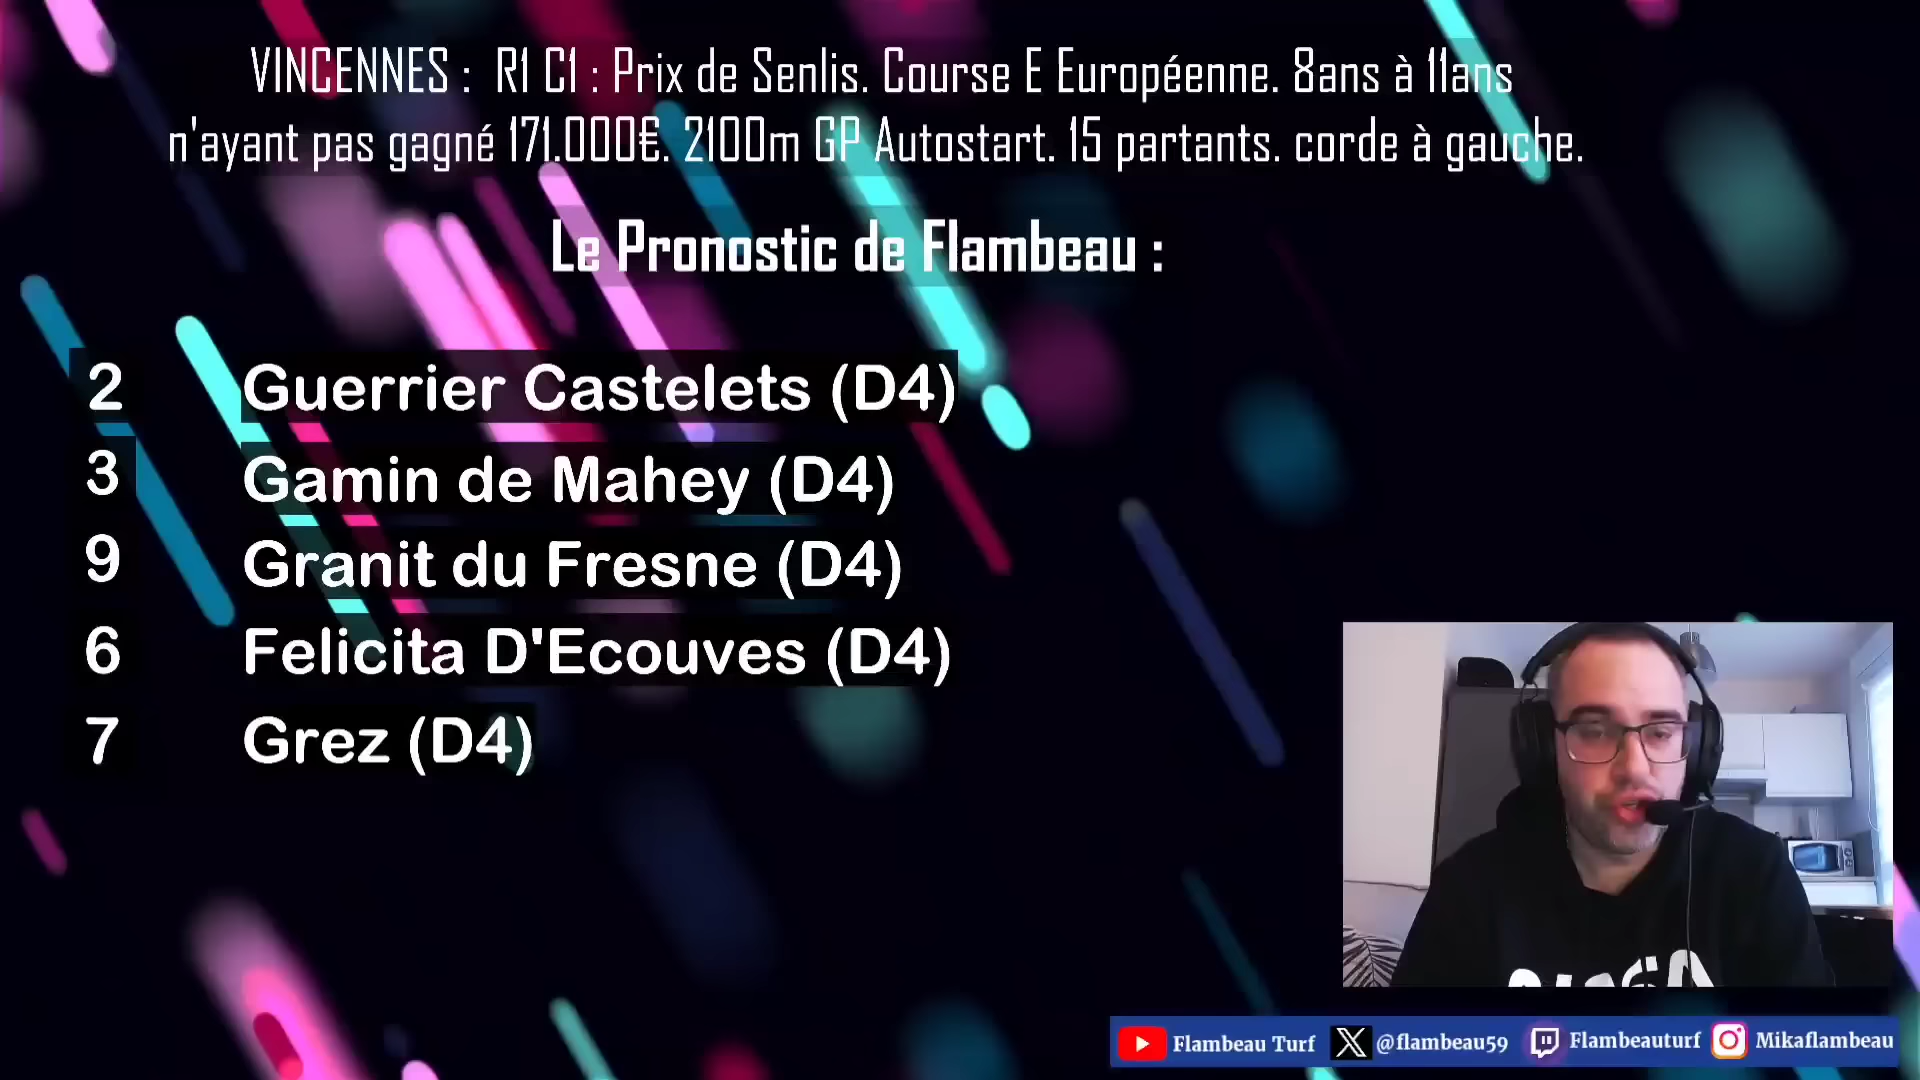 VINCENNES : R1 C1 : Prix de Senlis. Course E Européenne. 8ans à 11ans
n'ayant pas gagné 171.000€. 2100m GP Autostart. 15 partants. corde à gauche.
Le Pronostic de Flambeau :
2 Guerrier Castelets (D4)
3 Gamin de Mahey (D4)
9 Granit du Fresne (D4)
6 Felicita D'Ecouves (D4)
7 Grez (D4)
Flambeau Turf @flambeau59 Flambeauturf Mikaflambeau